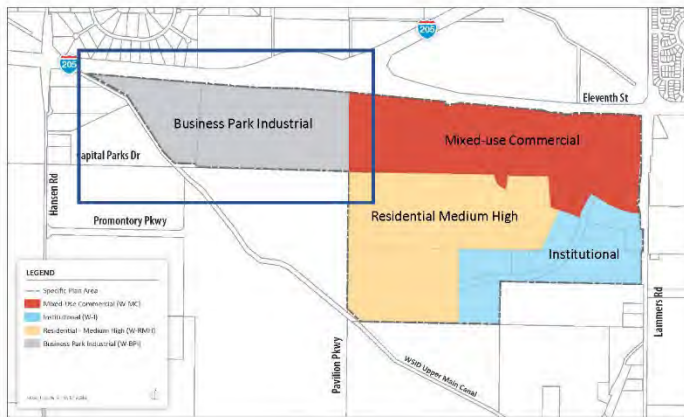 205
205
Eleventh St
Business Park Industrial
Mixed-use Commercial
apital Parks Dr
Hansen Rd
Promontory Pkwy
Residential Medium High
Institutional
LEGEND
Specific Plan Area
Mixed-Use Commercial (W-MC)
Institutional (W-I)
Residential - Medium High (W-RMH)
Business Park Industrial (W-BPI)
Pavilion Pkwy
WSID Upper Main Canal
Lammers Rd